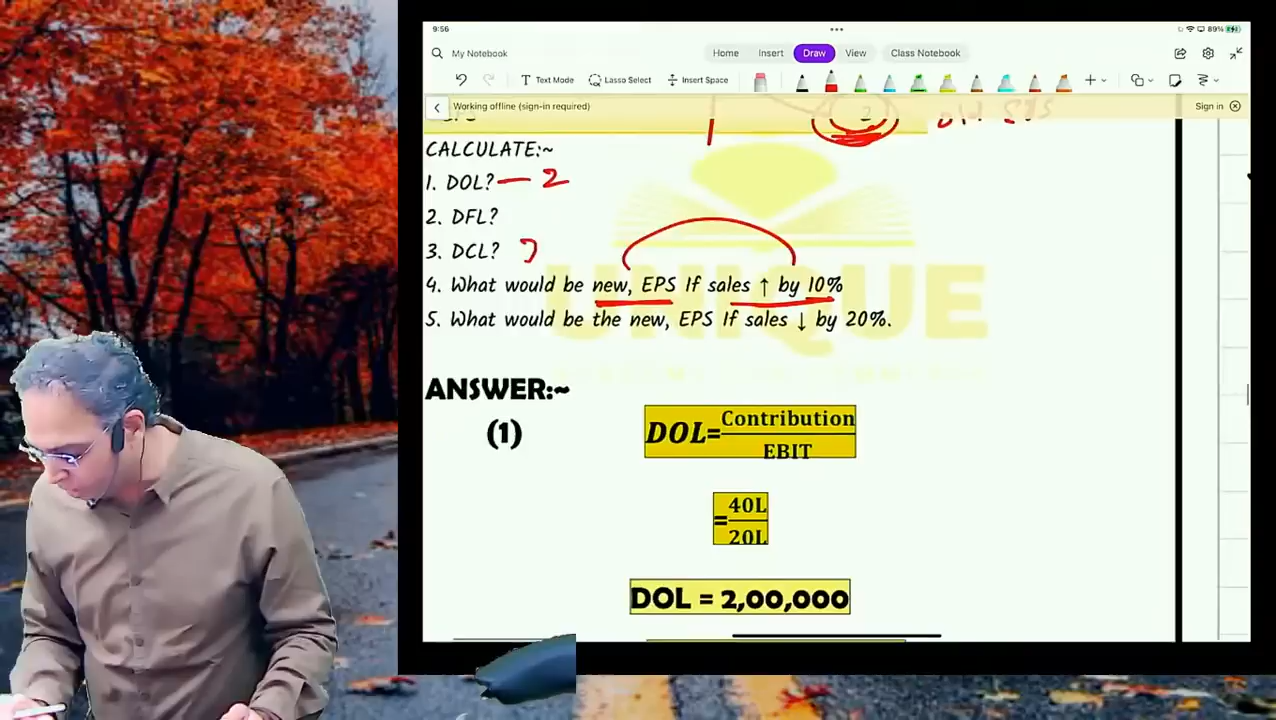 9:56
89%
My Notebook
Home Insert Draw View Class Notebook
Text Mode Lasso Select Insert Space
Working offline (sign-in required) Sign in
2
CALCULATE:~
1. DOL? — 2
2. DFL?
3. DCL?
4. What would be new, EPS If sales ↑ by 10%
5. What would be the new, EPS If sales ↓ by 20%.
UNIQUE
ANSWER:~
(1)
DOL=Contribution
EBIT
=40L
20L
DOL = 2,00,000